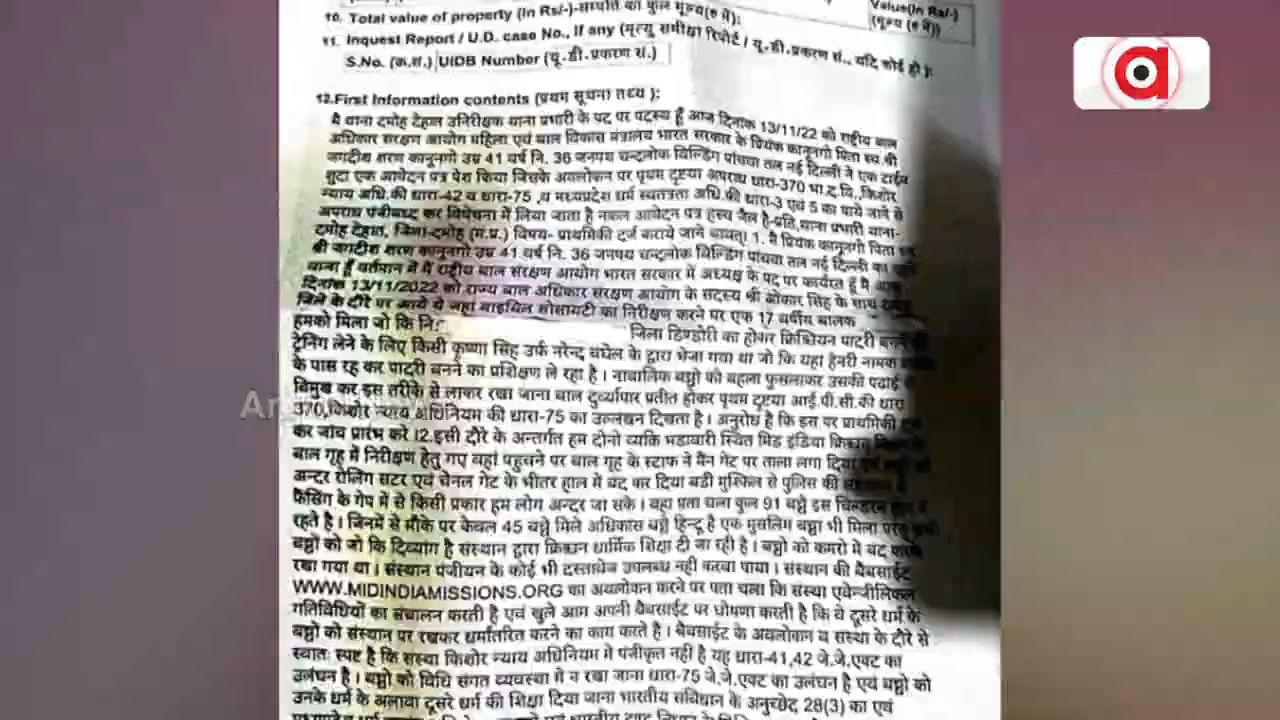 10. Total value of property (In Rs/-)-सम्पति का कुल मूल्य(रु में):
Value(In Rs/-)
(मूल्य (रु में))
11. Inquest Report / U.D. case No., if any (मृत्यु समीक्षा रिपोर्ट / यू.डी.प्रकरण सं., यदि कोई हो ):
S.No. (क्र.सं.) UIDB Number (यू.डी.प्रकरण सं.)
12.First Information contents (प्रथम सूचना तथ्य ):
मै थाना दमोह देहात उनिरीक्षक थाना प्रभारी के पद पर पदस्थ हूँ आज दिनांक 13/11/22 को राष्ट्रीय बाल
अधिकार संरक्षण आयोग महिला एवं बाल विकास मंत्रालय भारत सरकार के प्रियंक कानूनगो पिता स्व.श्री
जगदीश शरण कानूनगो उम्र 41 वर्ष नि. 36 जनपथ चन्द्रलोक विल्डिंग पांचवा तल नई दिल्ली ने एक टाईप
शुदा एक आवेदन पत्र पेश किया जिसके अवलोकन पर प्रथम दृष्टया अपराध धारा-370 भा.द.वि., किशोर
न्याय अधि.की धारा-42 व धारा-75 ,व मध्यप्रदेश धर्म स्वतत्रता अधि.की धारा-3 एवं 5 का पाये जाने से
अपराध पंजीबध्द कर विवेचना में लिया जाता है नकल आवेदन पत्र हस्व जैल है-प्रति,थाना प्रभारी थाना-
दमोह देहात, जिला-दमोह (म.प्र.) विषय- प्राथमिकी दर्ज कराये जाने बावत्। 1. मै प्रियंक कानूनगो पिता
श्री जगदीश शरण कानूनगो उम्र 41 वर्ष नि. 36 जनपथ चन्द्रलोक विल्डिंग पांचवा तल नई दिल्ली का
हूँ वर्तमान मे मै राष्ट्रीय बाल संरक्षण आयोग भारत सरकार में अध्यक्ष के पद पर कार्यरत हूँ मै आज
दिनांक 13/11/2022 को राज्य बाल अधिकार संरक्षण आयोग के सदस्य श्री ओंकार सिंह के साथ दमोह
जिले के दौरे पर आये थे जहां बाइबिल सोसायटी का निरीक्षण करने पर एक 17 वर्षीय बालक
हमको मिला जो कि नि. जिला डिण्डोरी का होकर क्रिश्चियन पादरी बनने
ट्रेनिंग लेने के लिए किसी कृष्णा सिंह उर्फ नरेन्द्र बघेल के द्वारा भेजा गया था जो कि यहा हेनरी नामक
के पास रह कर पादरी बनने का प्रशिक्षण ले रहा है । नाबालिक बच्चो को बहला फुसलाकर उसकी पढाई
विमुख कर इस तरीके से लाकर रखा जाना बाल दुर्व्यापार प्रतीत होकर प्रथम दृष्टया आई.पी.सी.की धारा
370,किशोर न्याय अधिनियम की धारा-75 का उल्लघन दिखता है । अनुरोध है कि इस पर प्राथमिकी
कर जांच प्रारंभ करे ।2.इसी दौरे के अन्तर्गत हम दोनो व्यक्ति भडावारी स्थित मिड इंडिया क्रिश्चन
बाल गृह में निरीक्षण हेतु गए यहां पहुचने पर बाल गृह के स्टाफ ने मैन गेट पर ताला लगा दिया
अन्दर रोलिंग सटर एवं चेनल गेट के भीतर हाल में बंद कर दिया बडी मुश्किल से पुलिस की
फैसिंग के गेप में से किसी प्रकार हम लोग अन्दर जा सके । वहा पता चला कुल 91 बच्चे इस चिल्डरन
रहते है । जिनमें से मौके पर केवल 45 बच्चे मिले अधिकांस बच्चे हिन्दू है एक मुसलिग बच्चा भी मिला
बच्चो को जो कि दिव्यांग है संस्थान द्वारा क्रिश्चन धार्मिक शिक्षा दी जा रही है । बच्चो को कमरो में बंद
रखा गया था । संस्थान पंजीयन के कोई भी दस्तावेज उपलब्ध नही करवा पाया । संस्थान की वैबसाईट
WWW.MIDINDIAMISSIONS.ORG का अवलोकन करने पर पता चला कि संस्था एवेन्जीलिकल
गतिविधियों का संचालन करती है एवं खुले आम अपनी वैबसाईट पर घोषणा करती है कि वे दूसरे धर्म के
बच्चो को संस्थान पर रखकर धर्मातरित करने का काम करते है । वैबसाईट के अवलोकन व संस्था के दौरे से
स्वातः स्पष्ट है कि संस्था किशोर न्याय अधिनियम मे पंजीकृत नही है यह धारा-41,42 जे.जे.एक्ट का
उलंघन है । बच्चो को विधि संगत व्यवस्था मे न रखा जाना धारा-75 जे.जे.एक्ट का उलंघन है एवं बच्चो को
उनके धर्म के अलावा दूसरे धर्म की शिक्षा दिया जाना भारतीय संविधान के अनुच्छेद 28(3) का एवं